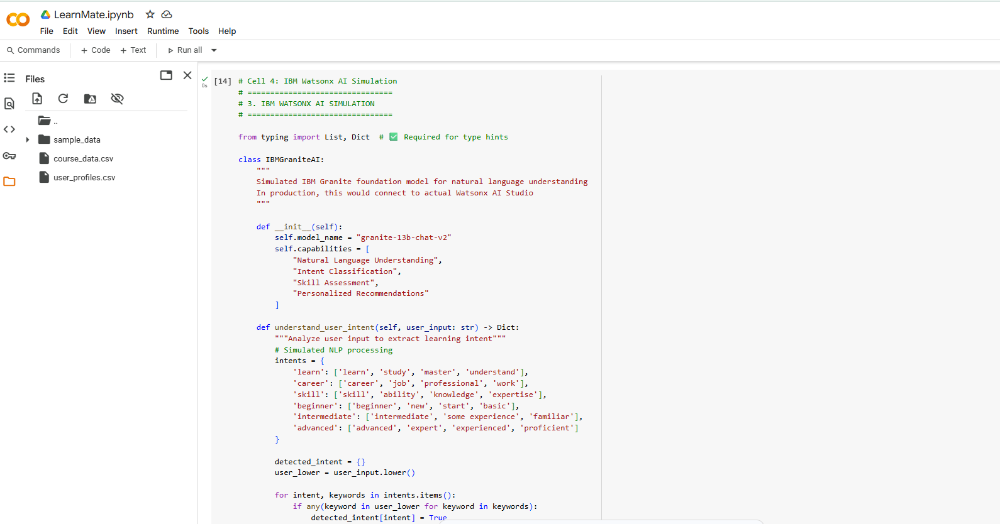 LearnMate.ipynb
File Edit View Insert Runtime Tools Help
Commands + Code + Text Run all
Files
..
sample_data
course_data.csv
user_profiles.csv
0s
[14] # Cell 4: IBM Watsonx AI Simulation
# ================================
# 3. IBM WATSONX AI SIMULATION
# ================================
from typing import List, Dict # ✅ Required for type hints
class IBMGraniteAI:
"""
Simulated IBM Granite foundation model for natural language understanding
In production, this would connect to actual Watsonx AI Studio
"""
def __init__(self):
self.model_name = "granite-13b-chat-v2"
self.capabilities = [
"Natural Language Understanding",
"Intent Classification",
"Skill Assessment",
"Personalized Recommendations"
]
def understand_user_intent(self, user_input: str) -> Dict:
"""Analyze user input to extract learning intent"""
# Simulated NLP processing
intents = {
'learn': ['learn', 'study', 'master', 'understand'],
'career': ['career', 'job', 'professional', 'work'],
'skill': ['skill', 'ability', 'knowledge', 'expertise'],
'beginner': ['beginner', 'new', 'start', 'basic'],
'intermediate': ['intermediate', 'some experience', 'familiar'],
'advanced': ['advanced', 'expert', 'experienced', 'proficient']
}
detected_intent = {}
user_lower = user_input.lower()
for intent, keywords in intents.items():
if any(keyword in user_lower for keyword in keywords):
detected_intent[intent] = True